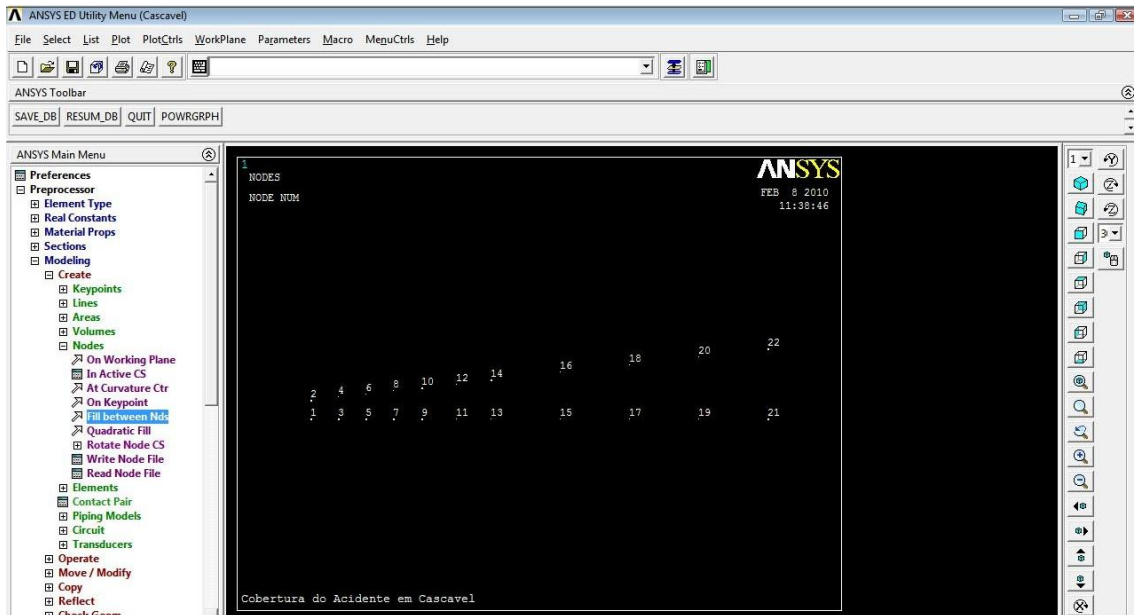 ANSYS ED Utility Menu (Cascavel)
File Select List Plot PlotCtrls WorkPlane Parameters Macro MenuCtrls Help
ANSYS Toolbar
SAVE_DB RESUM_DB QUIT POWRGRPH
ANSYS Main Menu
Preferences
Preprocessor
Element Type
Real Constants
Material Props
Sections
Modeling
Create
Keypoints
Lines
Areas
Volumes
Nodes
On Working Plane
In Active CS
At Curvature Ctr
On Keypoint
Fill between Nds
Quadratic Fill
Rotate Node CS
Write Node File
Read Node File
Elements
Contact Pair
Piping Models
Circuit
Transducers
Operate
Move / Modify
Copy
Reflect
Check Geom
1
NODES
NODE NUM
ANSYS
FEB 8 2010
11:38:46
2 4 6 8 10 12 14 16 18 20 22
1 3 5 7 9 11 13 15 17 19 21
Cobertura do Acidente em Cascavel
1
3